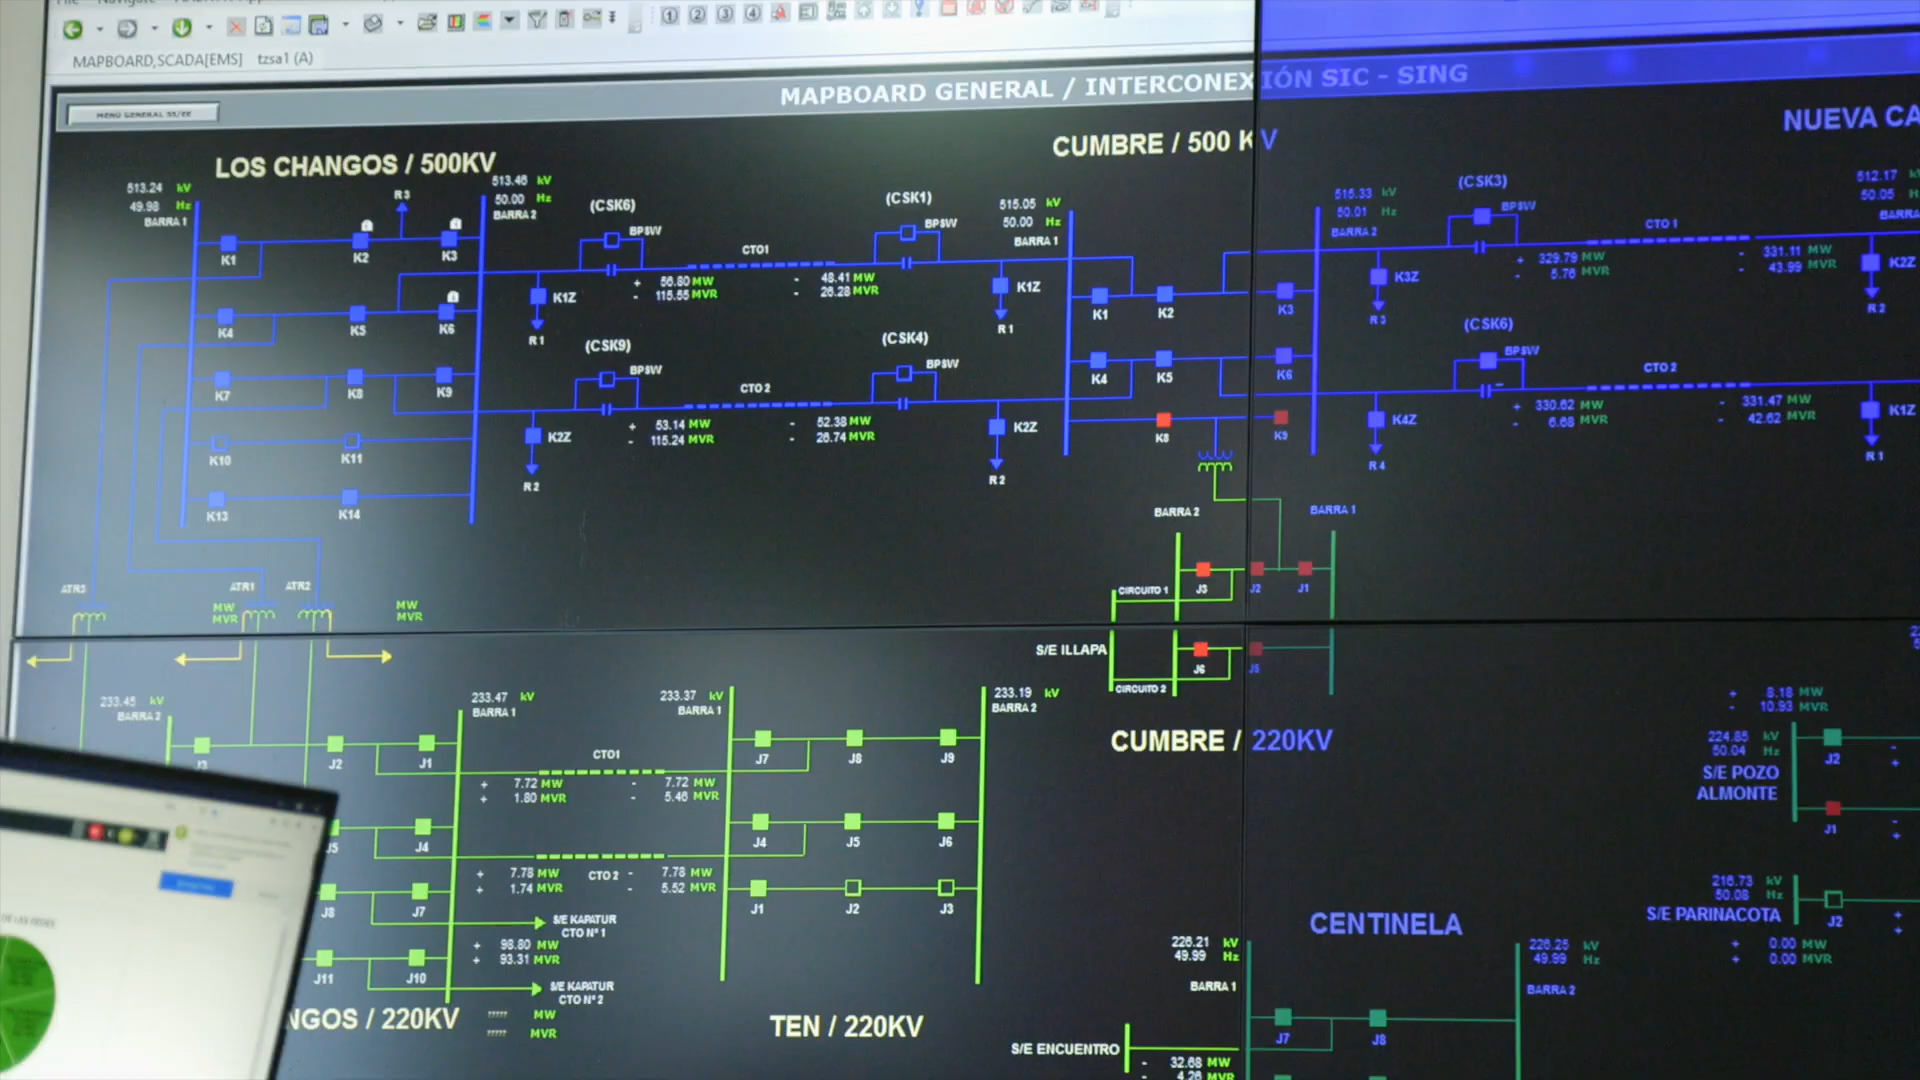 MAPBOARD,SCADA[EMS] tzsa1 (A)
MAPBOARD GENERAL / INTERCONEXIÓN SIC - SING
MENU GENERAL SS/EE
LOS CHANGOS / 500KV
CUMBRE / 500 KV
NUEVA CA
513.24 kV
49.98 Hz
BARRA 1
R3
513.46 kV
50.00 Hz
BARRA 2
(CSK6)
BPSW
(CSK1)
BPSW
515.05 kV
50.00 Hz
BARRA 1
515.33 kV
50.01 Hz
BARRA 2
(CSK3)
BPSW
512.17 k
50.05 Hz
BARRA
K1 K2 K3
CTO1
CTO 1
K1Z
+ 56.80 MW
- 115.55 MVR
- 48.41 MW
- 26.28 MVR
K1Z
R1
R1
K1 K2 K3
K3Z
R3
+ 329.79 MW
- 5.76 MVR
- 331.11 MW
- 43.99 MVR
K2Z
R2
K4 K5 K6
(CSK9)
BPSW
(CSK4)
BPSW
(CSK6)
BPSW
K7 K8 K9
CTO 2
CTO 2
K4 K5 K6
K2Z
+ 53.14 MW
- 115.24 MVR
- 52.38 MW
- 26.74 MVR
K2Z
R2
R2
K8 K9
K4Z
R4
+ 330.62 MW
- 6.68 MVR
- 331.47 MW
- 42.62 MVR
K1Z
R1
K10 K11
K13 K14
BARRA 2
BARRA 1
ATR3 ATR1 ATR2
MW
MVR
MW
MVR
CIRCUITO 1
J3 J2 J1
S/E ILLAPA
J6 J5
CIRCUITO 2
CUMBRE / 220KV
233.45 kV
BARRA 2
233.47 kV
BARRA 1
233.37 kV
BARRA 1
233.19 kV
BARRA 2
J3 J2 J1
CTO1
J7 J8 J9
+ 7.72 MW
+ 1.80 MVR
- 7.72 MW
- 5.46 MVR
J5 J4
J4 J5 J6
+ 7.78 MW
+ 1.74 MVR
CTO 2
- 7.78 MW
- 5.52 MVR
J8 J7
J1 J2 J3
S/E KAPATUR
CTO Nº 1
+ 98.80 MW
+ 93.31 MVR
J11 J10
S/E KAPATUR
CTO Nº 2
NGOS / 220KV
????? MW
????? MVR
TEN / 220KV
+ 8.18 MW
- 10.93 MVR
224.85 kV
50.04 Hz
S/E POZO
ALMONTE
J2
J1
216.73 kV
50.08 Hz
S/E PARINACOTA
J2
+ 0.00 MW
+ 0.00 MVR
CENTINELA
226.21 kV
49.99 Hz
BARRA 1
226.25 kV
49.99 Hz
BARRA 2
J7 J8
S/E ENCUENTRO
- 32.68 MW
- 4.26 MVR